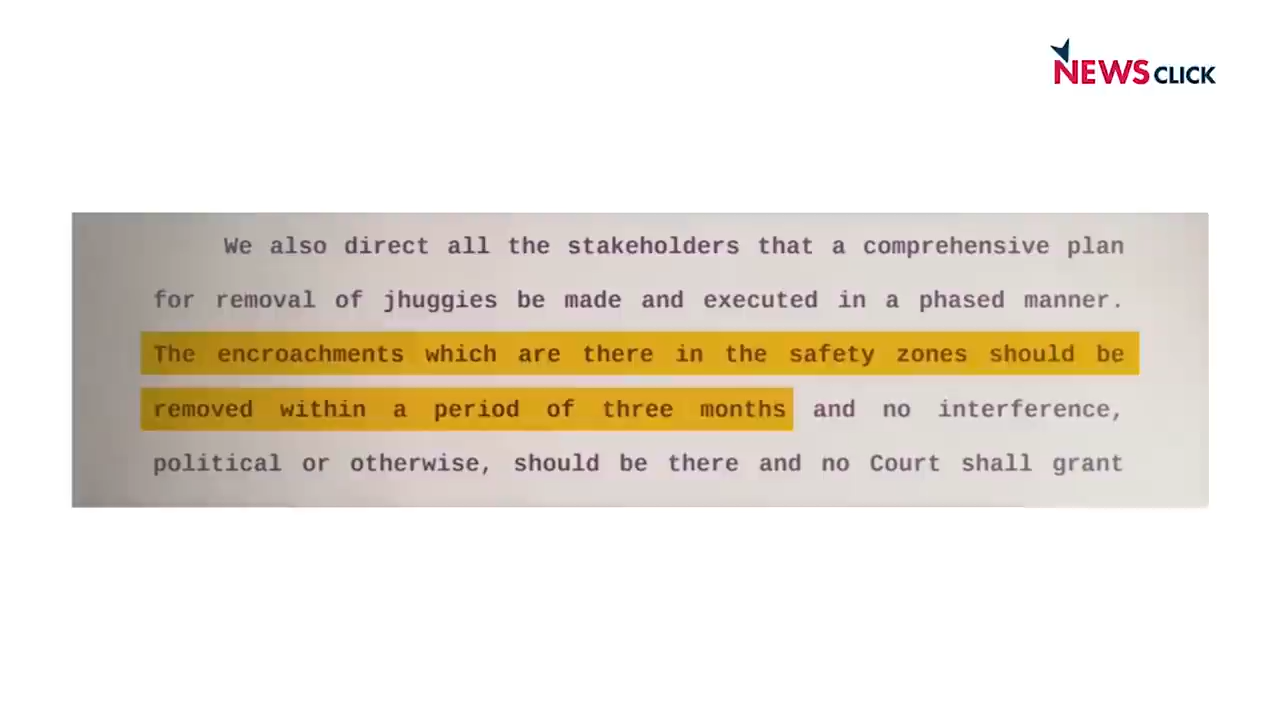 NEWS CLICK
We also direct all the stakeholders that a comprehensive plan
for removal of jhuggies be made and executed in a phased manner.
The encroachments which are there in the safety zones should be
removed within a period of three months and no interference,
political or otherwise, should be there and no Court shall grant